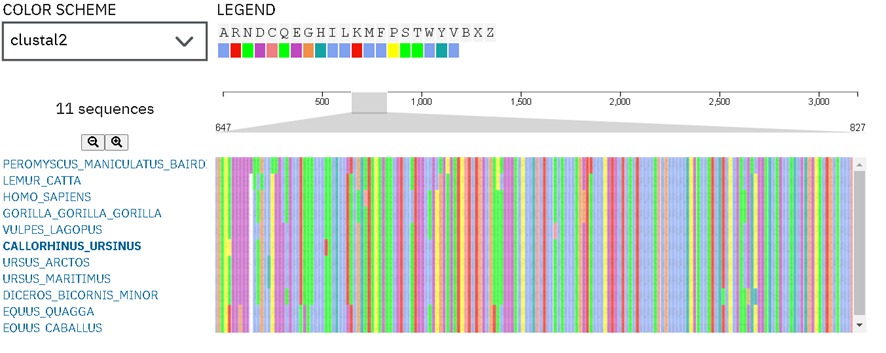 COLOR SCHEME
LEGEND
clustal2
ARNDCQEGHILKMFPSTWYVBXZ
11 sequences
500 1,000 1,500 2,000 2,500 3,000
647 827
PEROMYSCUS_MANICULATUS_BAIRD
LEMUR_CATTA
HOMO_SAPIENS
GORILLA_GORILLA_GORILLA
VULPES_LAGOPUS
CALLORHINUS_URSINUS
URSUS_ARCTOS
URSUS_MARITIMUS
DICEROS_BICORNIS_MINOR
EQUUS_QUAGGA
EQUUS_CABALLUS